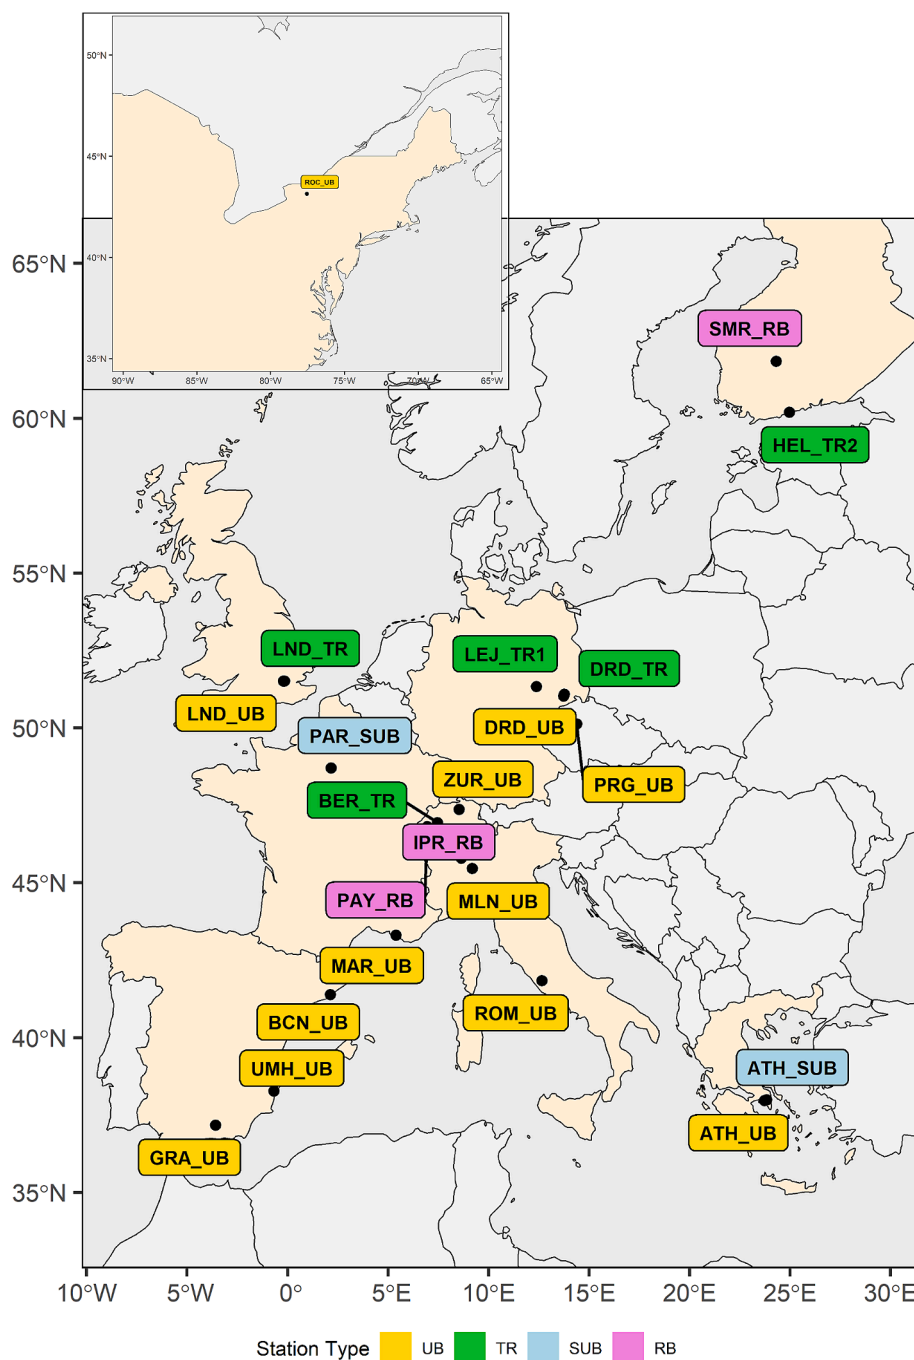 50°N
45°N
40°N
35°N
ROC_UB
90°W 85°W 80°W 75°W 70°W 65°W
65°N
60°N
55°N
50°N
45°N
40°N
35°N
SMR_RB
HEL_TR2
LND_TR
LEJ_TR1
DRD_TR
LND_UB
DRD_UB
PAR_SUB
ZUR_UB
PRG_UB
BER_TR
IPR_RB
PAY_RB
MLN_UB
MAR_UB
ROM_UB
BCN_UB
UMH_UB
ATH_SUB
ATH_UB
GRA_UB
10°W 5°W 0° 5°E 10°E 15°E 20°E 25°E 30°E
Station Type UB TR SUB RB